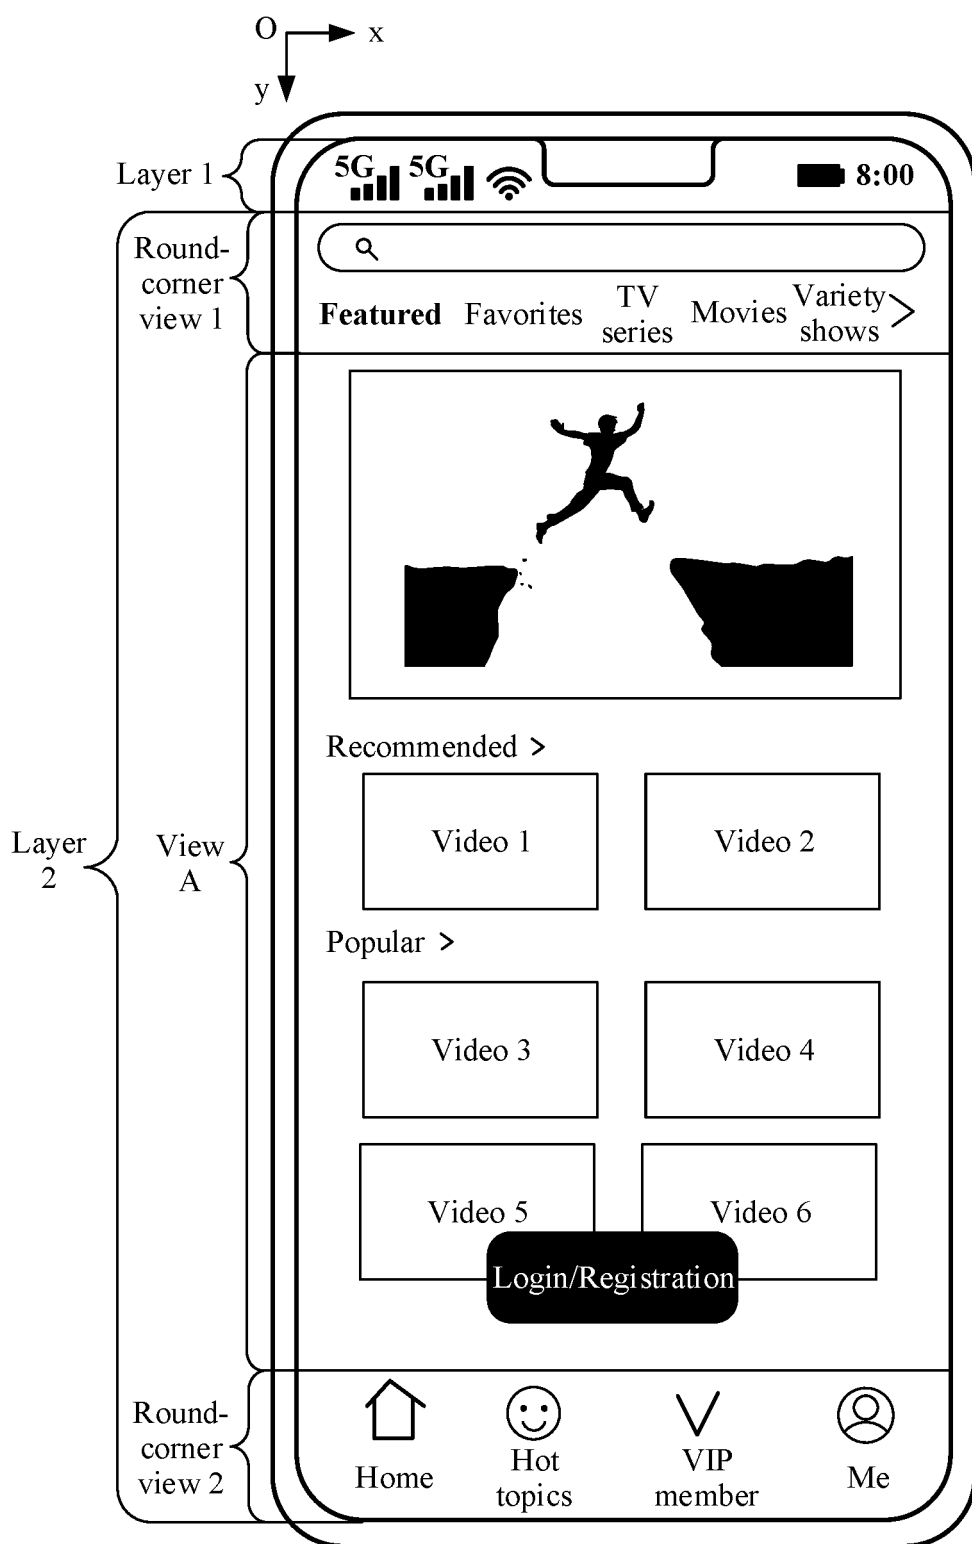 O x
y
Layer 1
5G 5G 8:00
Round-
corner
view 1
Featured Favorites TV
series Movies Variety
shows
Recommended >
Video 1 Video 2
Layer
2
View
A
Popular >
Video 3 Video 4
Video 5 Video 6
Login/Registration
Round-
corner
view 2
Home Hot
topics VIP
member Me